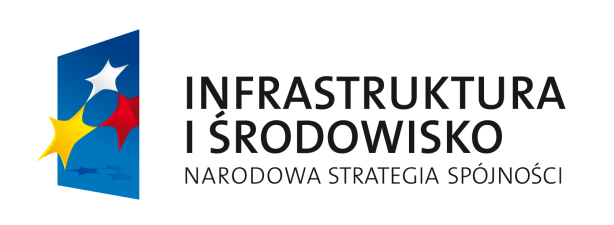 INFRASTRUKTURA
I ŚRODOWISKO
NARODOWA STRATEGIA SPÓJNOŚCI